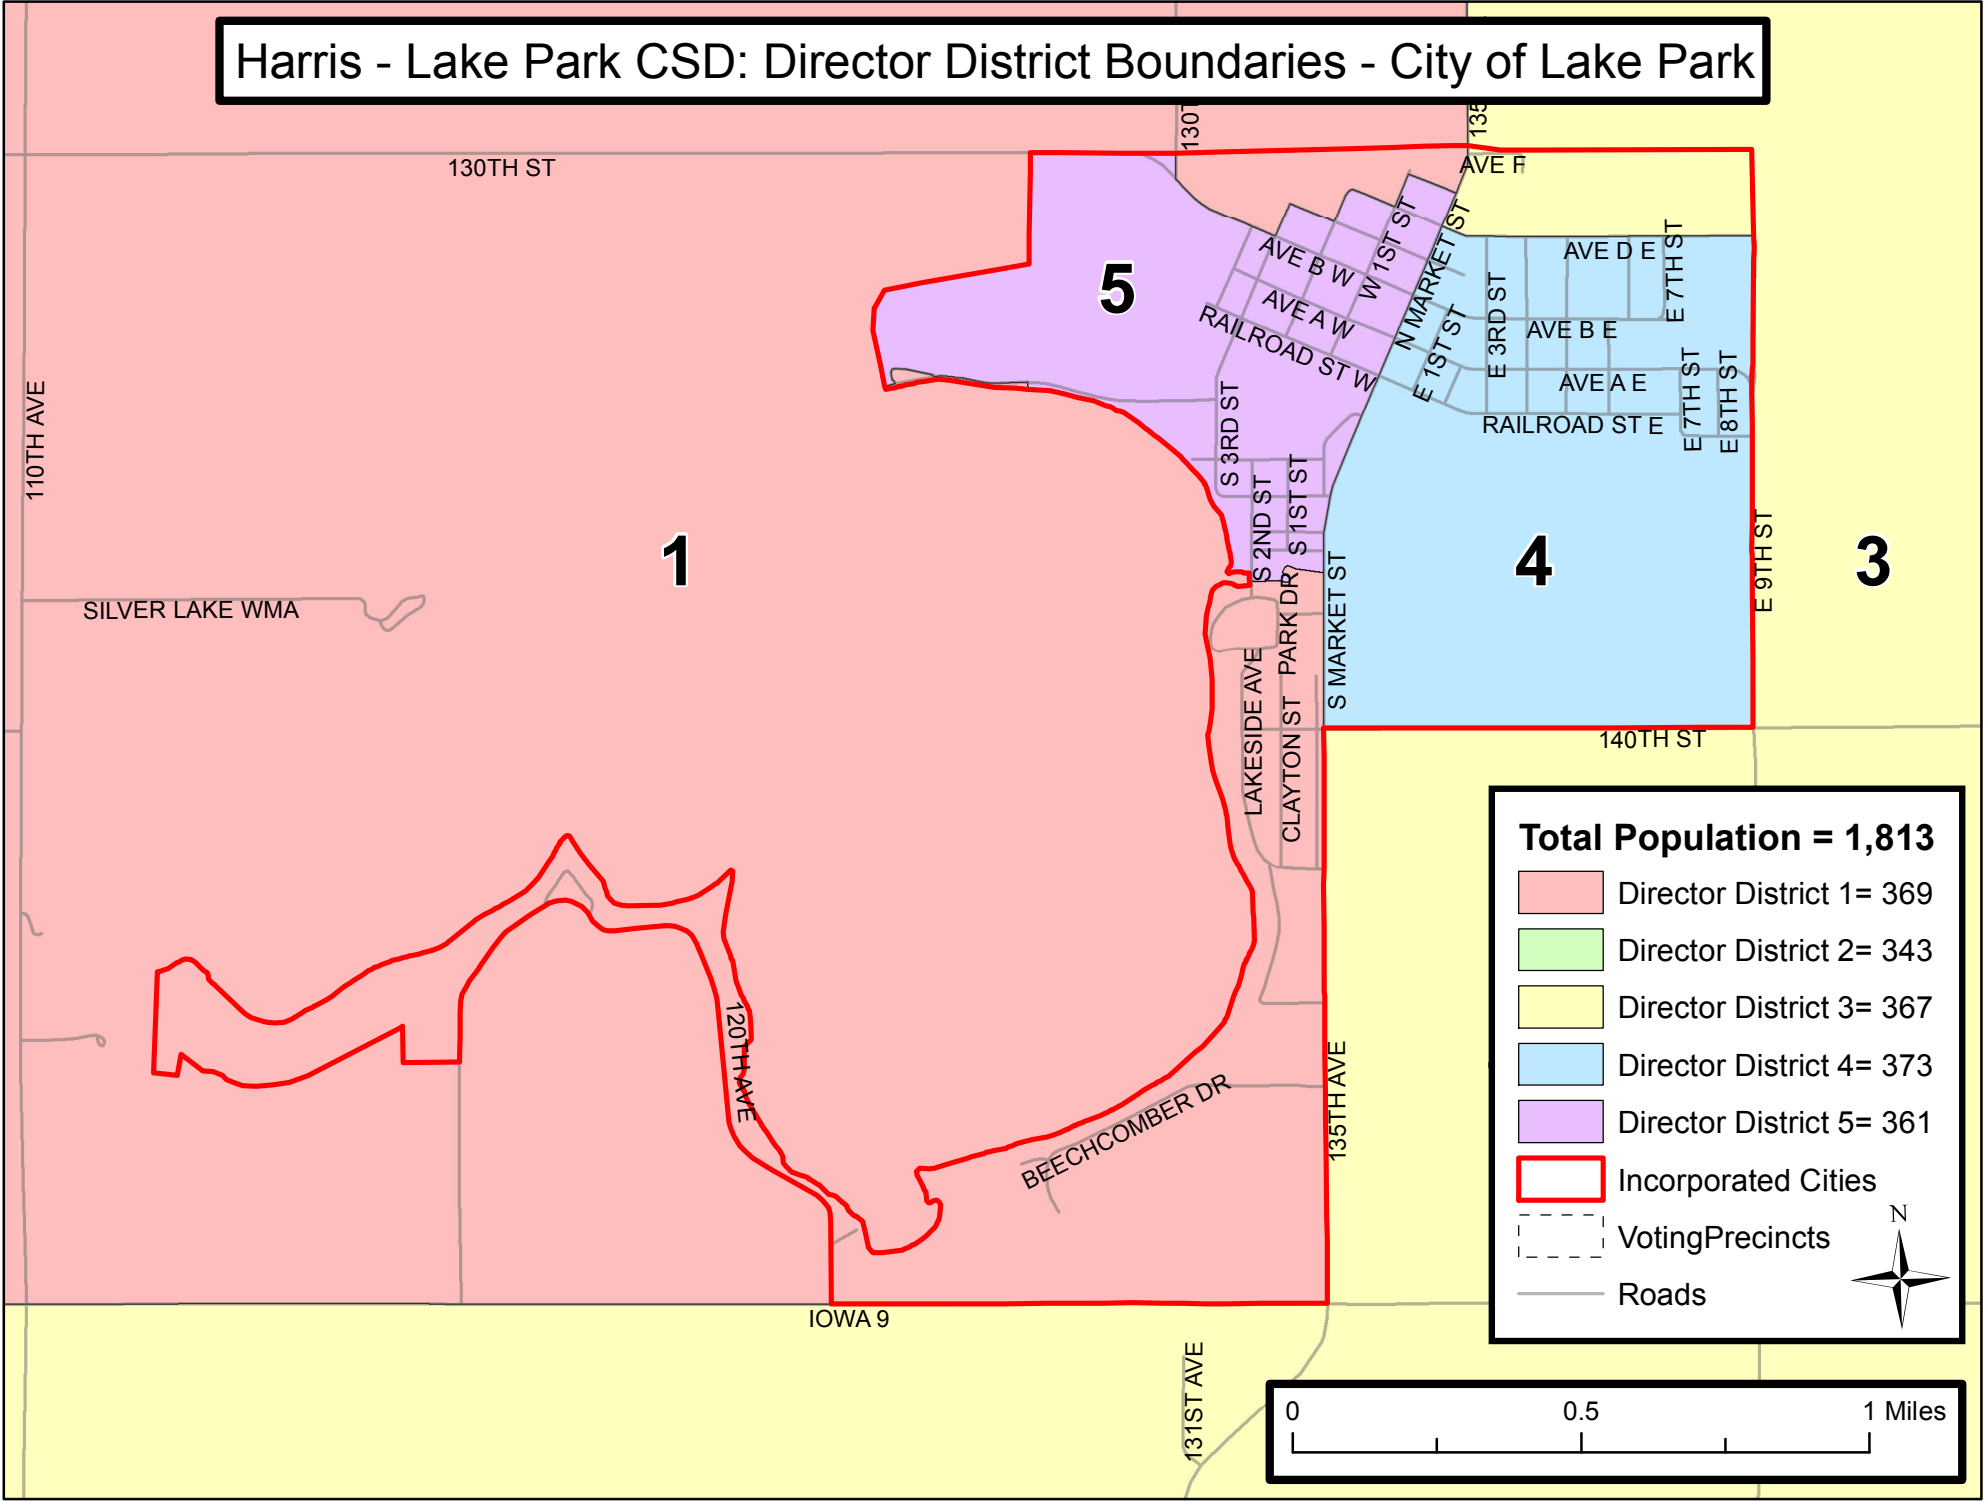 Harris - Lake Park CSD: Director District Boundaries - City of Lake Park
130T
135
130TH ST
AVE F
5
AVE B W
W 1ST ST
N MARKET ST
AVE D E
E 7TH ST
AVE A W
RAILROAD ST W
E 1ST ST
E 3RD ST
AVE B E
AVE A E
E 7TH ST
E 8TH ST
RAILROAD ST E
110TH AVE
S 3RD ST
S 2ND ST
S 1ST ST
1
4
3
E 9TH ST
SILVER LAKE WMA
PARK DR
S MARKET ST
LAKESIDE AVE
CLAYTON ST
140TH ST
120TH AVE
BEECHCOMBER DR
135TH AVE
IOWA 9
131ST AVE
Total Population = 1,813
Director District 1= 369
Director District 2= 343
Director District 3= 367
Director District 4= 373
Director District 5= 361
Incorporated Cities
VotingPrecincts
Roads
N
0 0.5 1 Miles